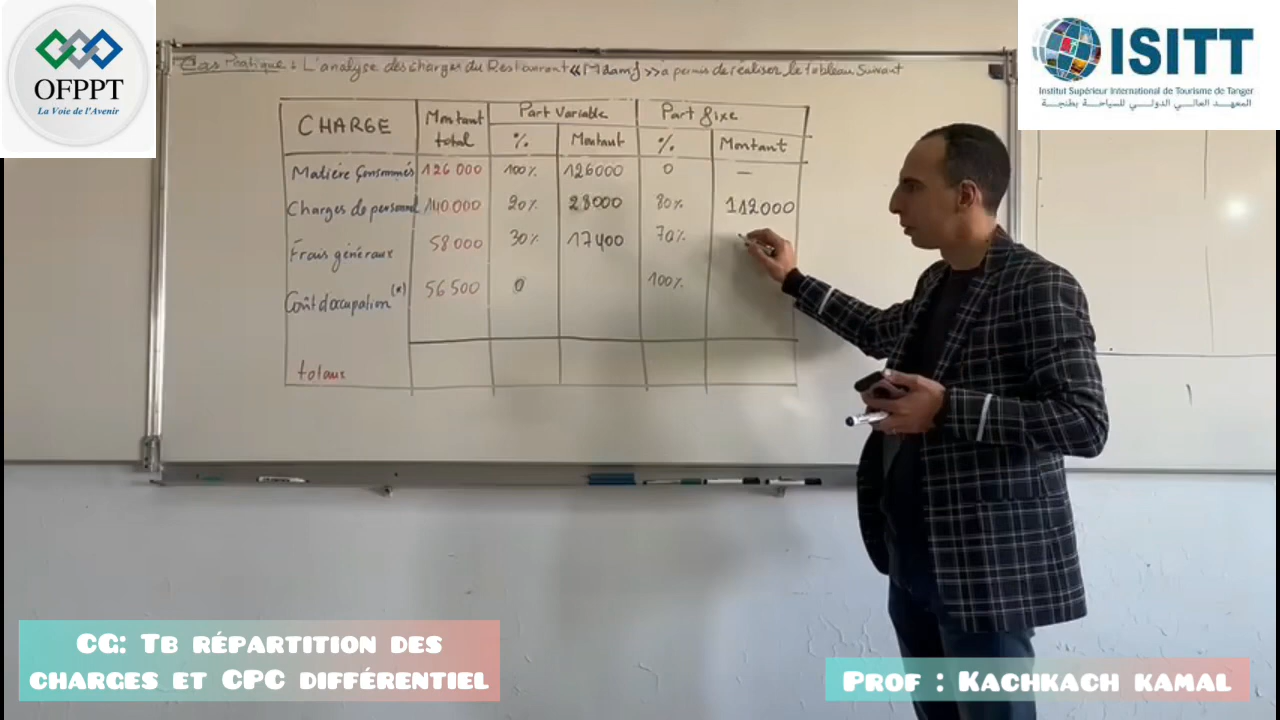 OFPPT
La Voie de l'Avenir
ISITT
Institut Supérieur International de Tourisme de Tanger
المعهد العالي الدولي للسياحة بطنجة
Cas Pratique : L'analyse des charges du Restaurant « Mdamj » a permis de réaliser le tableau suivant
CHARGE Montant total Part Variable Part fixe
% Montant % Montant
Matière Consommés 126 000 100% 126000 0 —
Charges de personnel 140 000 20% 28000 80% 112000
Frais généraux 58 000 30% 17400 70%
Coût d'occupation (*) 56 500 0 100%
totaux
CG: Tb répartition des
charges et CPC différentiel
Prof : Kachkach kamal